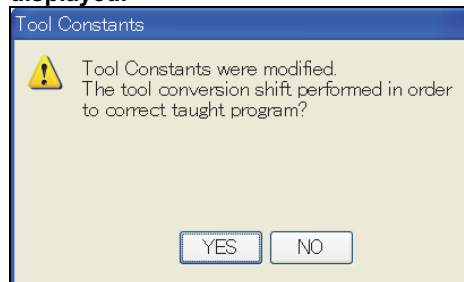 displayed.
Tool Constants
Tool Constants were modified.
The tool conversion shift performed in order
to correct taught program?
YES
NO